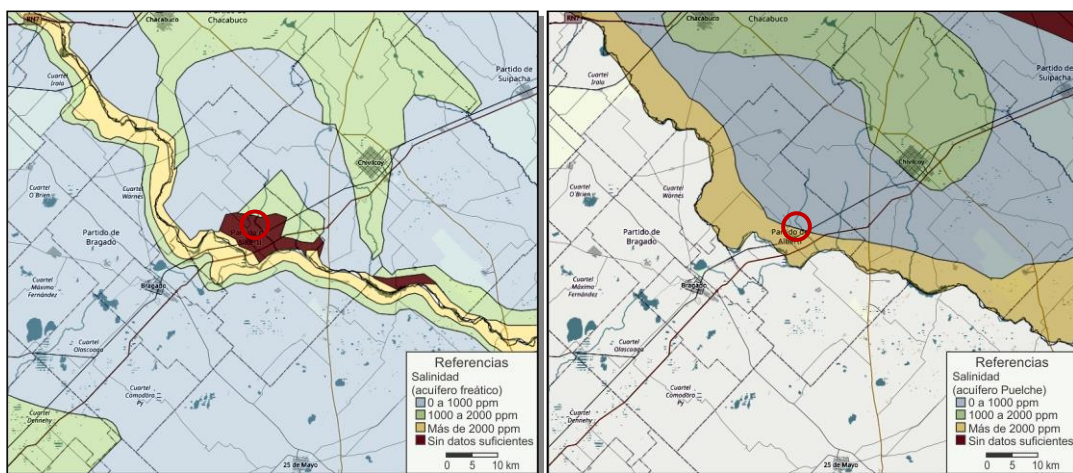 RN7
Chacabuco
Partido de
Chacabuco
Cuartel
Irala
Partido de
Suipacha
Chivilcoy
Cuartel
O'Brien
Cuartel
Warnes
Partido de
Bragado
Partido de
Alberti
Cuartel
Máximo
Fernández
Bragado
Cuartel
Olascoaga
Cuartel
Comodoro
Py
Cuartel
Dennehy
25 de Mayo
Referencias
Salinidad
(acuífero freático)
0 a 1000 ppm
1000 a 2000 ppm
Más de 2000 ppm
Sin datos suficientes
0 5 10 km
RN7
Chacabuco
Chacabuco
Cuartel
Irala
Partido de
Suipacha
Chivilcoy
Cuartel
O'Brien
Cuartel
Warnes
Partido de
Bragado
Partido de
Alberti
Cuartel
Máximo
Fernández
Bragado
Cuartel
Olascoaga
Cuartel
Comodoro
Py
Cuartel
Dennehy
25 de Mayo
Referencias
Salinidad
(acuífero Puelche)
0 a 1000 ppm
1000 a 2000 ppm
Más de 2000 ppm
Sin datos suficientes
0 5 10 km